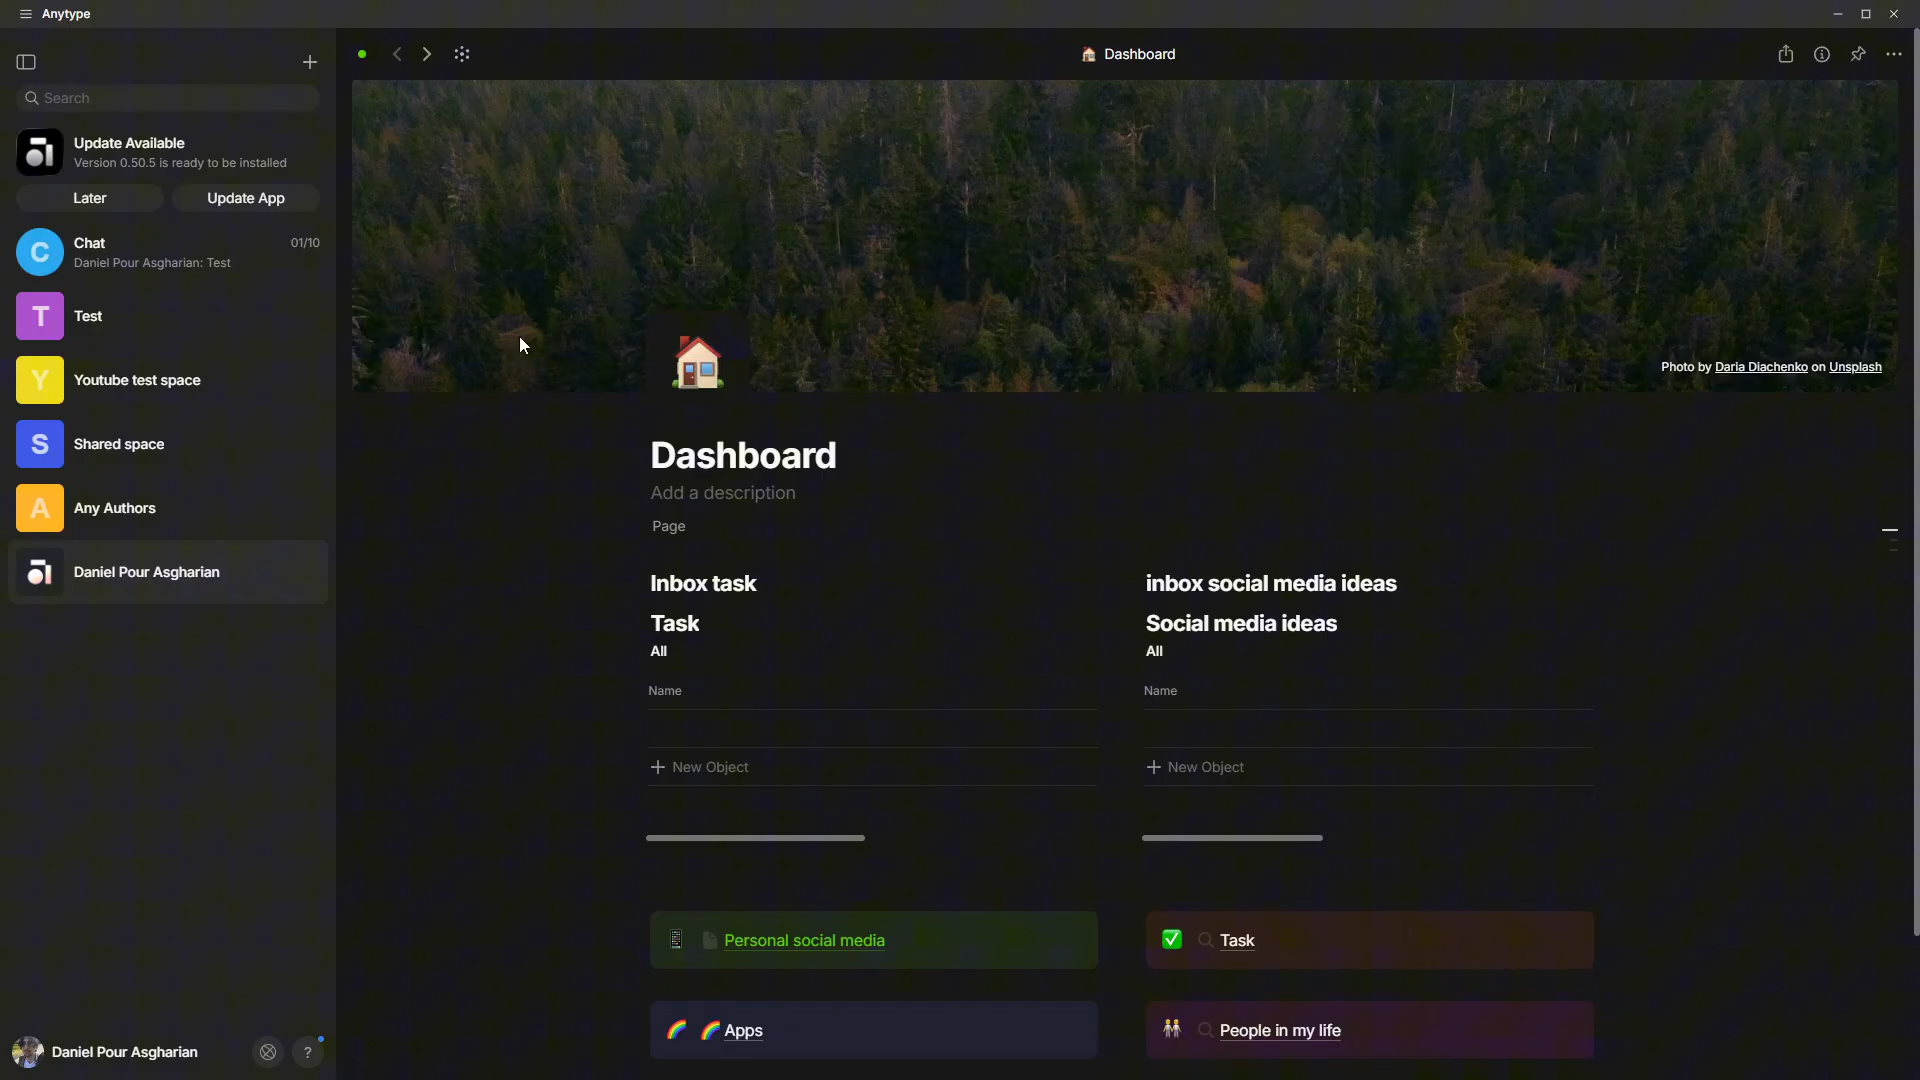 Anytype
Search
Update Available
Version 0.50.5 is ready to be installed
Later
Update App
C
Chat
01/10
Daniel Pour Asgharian: Test
T
Test
Y
Youtube test space
S
Shared space
A
Any Authors
Daniel Pour Asgharian
Daniel Pour Asgharian
?
Dashboard
Photo by Daria Diachenko on Unsplash
Dashboard
Add a description
Page
Inbox task
Task
All
Name
New Object
inbox social media ideas
Social media ideas
All
Name
New Object
Personal social media
Task
Apps
People in my life